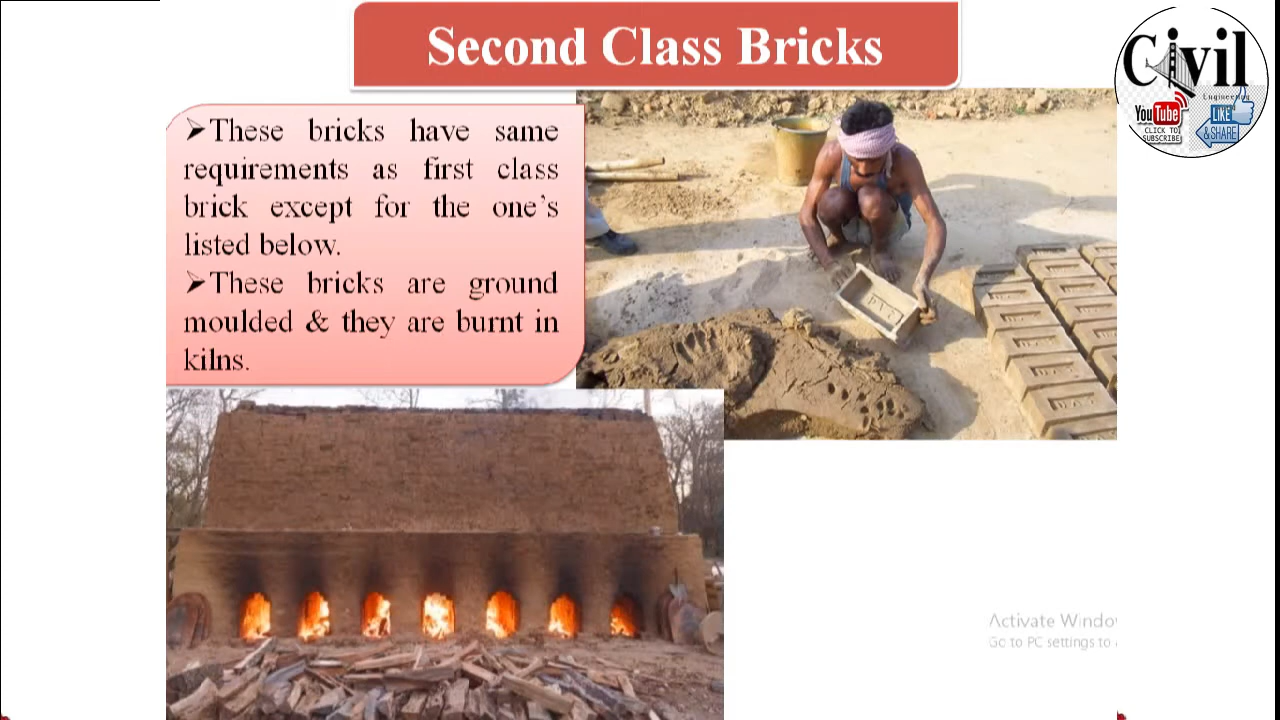 Second Class Bricks
Civil
Engineering
YouTube
CLICK TO
SUBSCRIBE
LIKE
& SHARE
➤These bricks have same
requirements as first class
brick except for the one's
listed below.
➤These bricks are ground
moulded & they are burnt in
kilns.
Activate Windo
Go to PC settings to